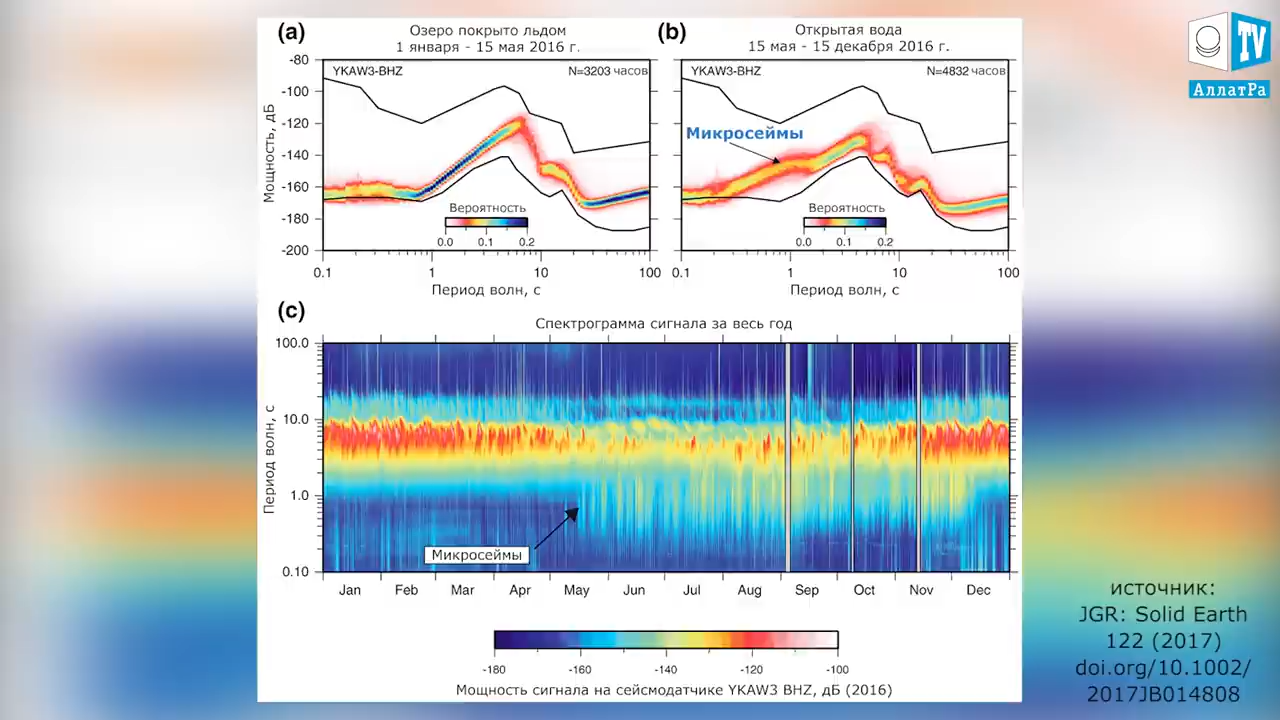 (a)
Озеро покрыто льдом
1 января - 15 мая 2016 г.
(b)
Открытая вода
15 мая - 15 декабря 2016 г.
TV
АллатРа
YKAW3-BHZ
N=3203 часов
-80
-100
-120
-140
-160
-180
-200
Мощность, дБ
Вероятность
0.0
0.1
0.2
0.1
1
10
100
Период волн, с
YKAW3-BHZ
N=4832 часов
Микросеймы
Вероятность
0.0
0.1
0.2
0.1
1
10
100
Период волн, с
(c)
Спектрограмма сигнала за весь год
100.0
10.0
1.0
0.10
Период волн, с
Микросеймы
Jan
Feb
Mar
Apr
May
Jun
Jul
Aug
Sep
Oct
Nov
Dec
-180
-160
-140
-120
-100
Мощность сигнала на сейсмодатчике YKAW3 BHZ, дБ (2016)
источник:
JGR: Solid Earth
122 (2017)
doi.org/10.1002/
2017JB014808